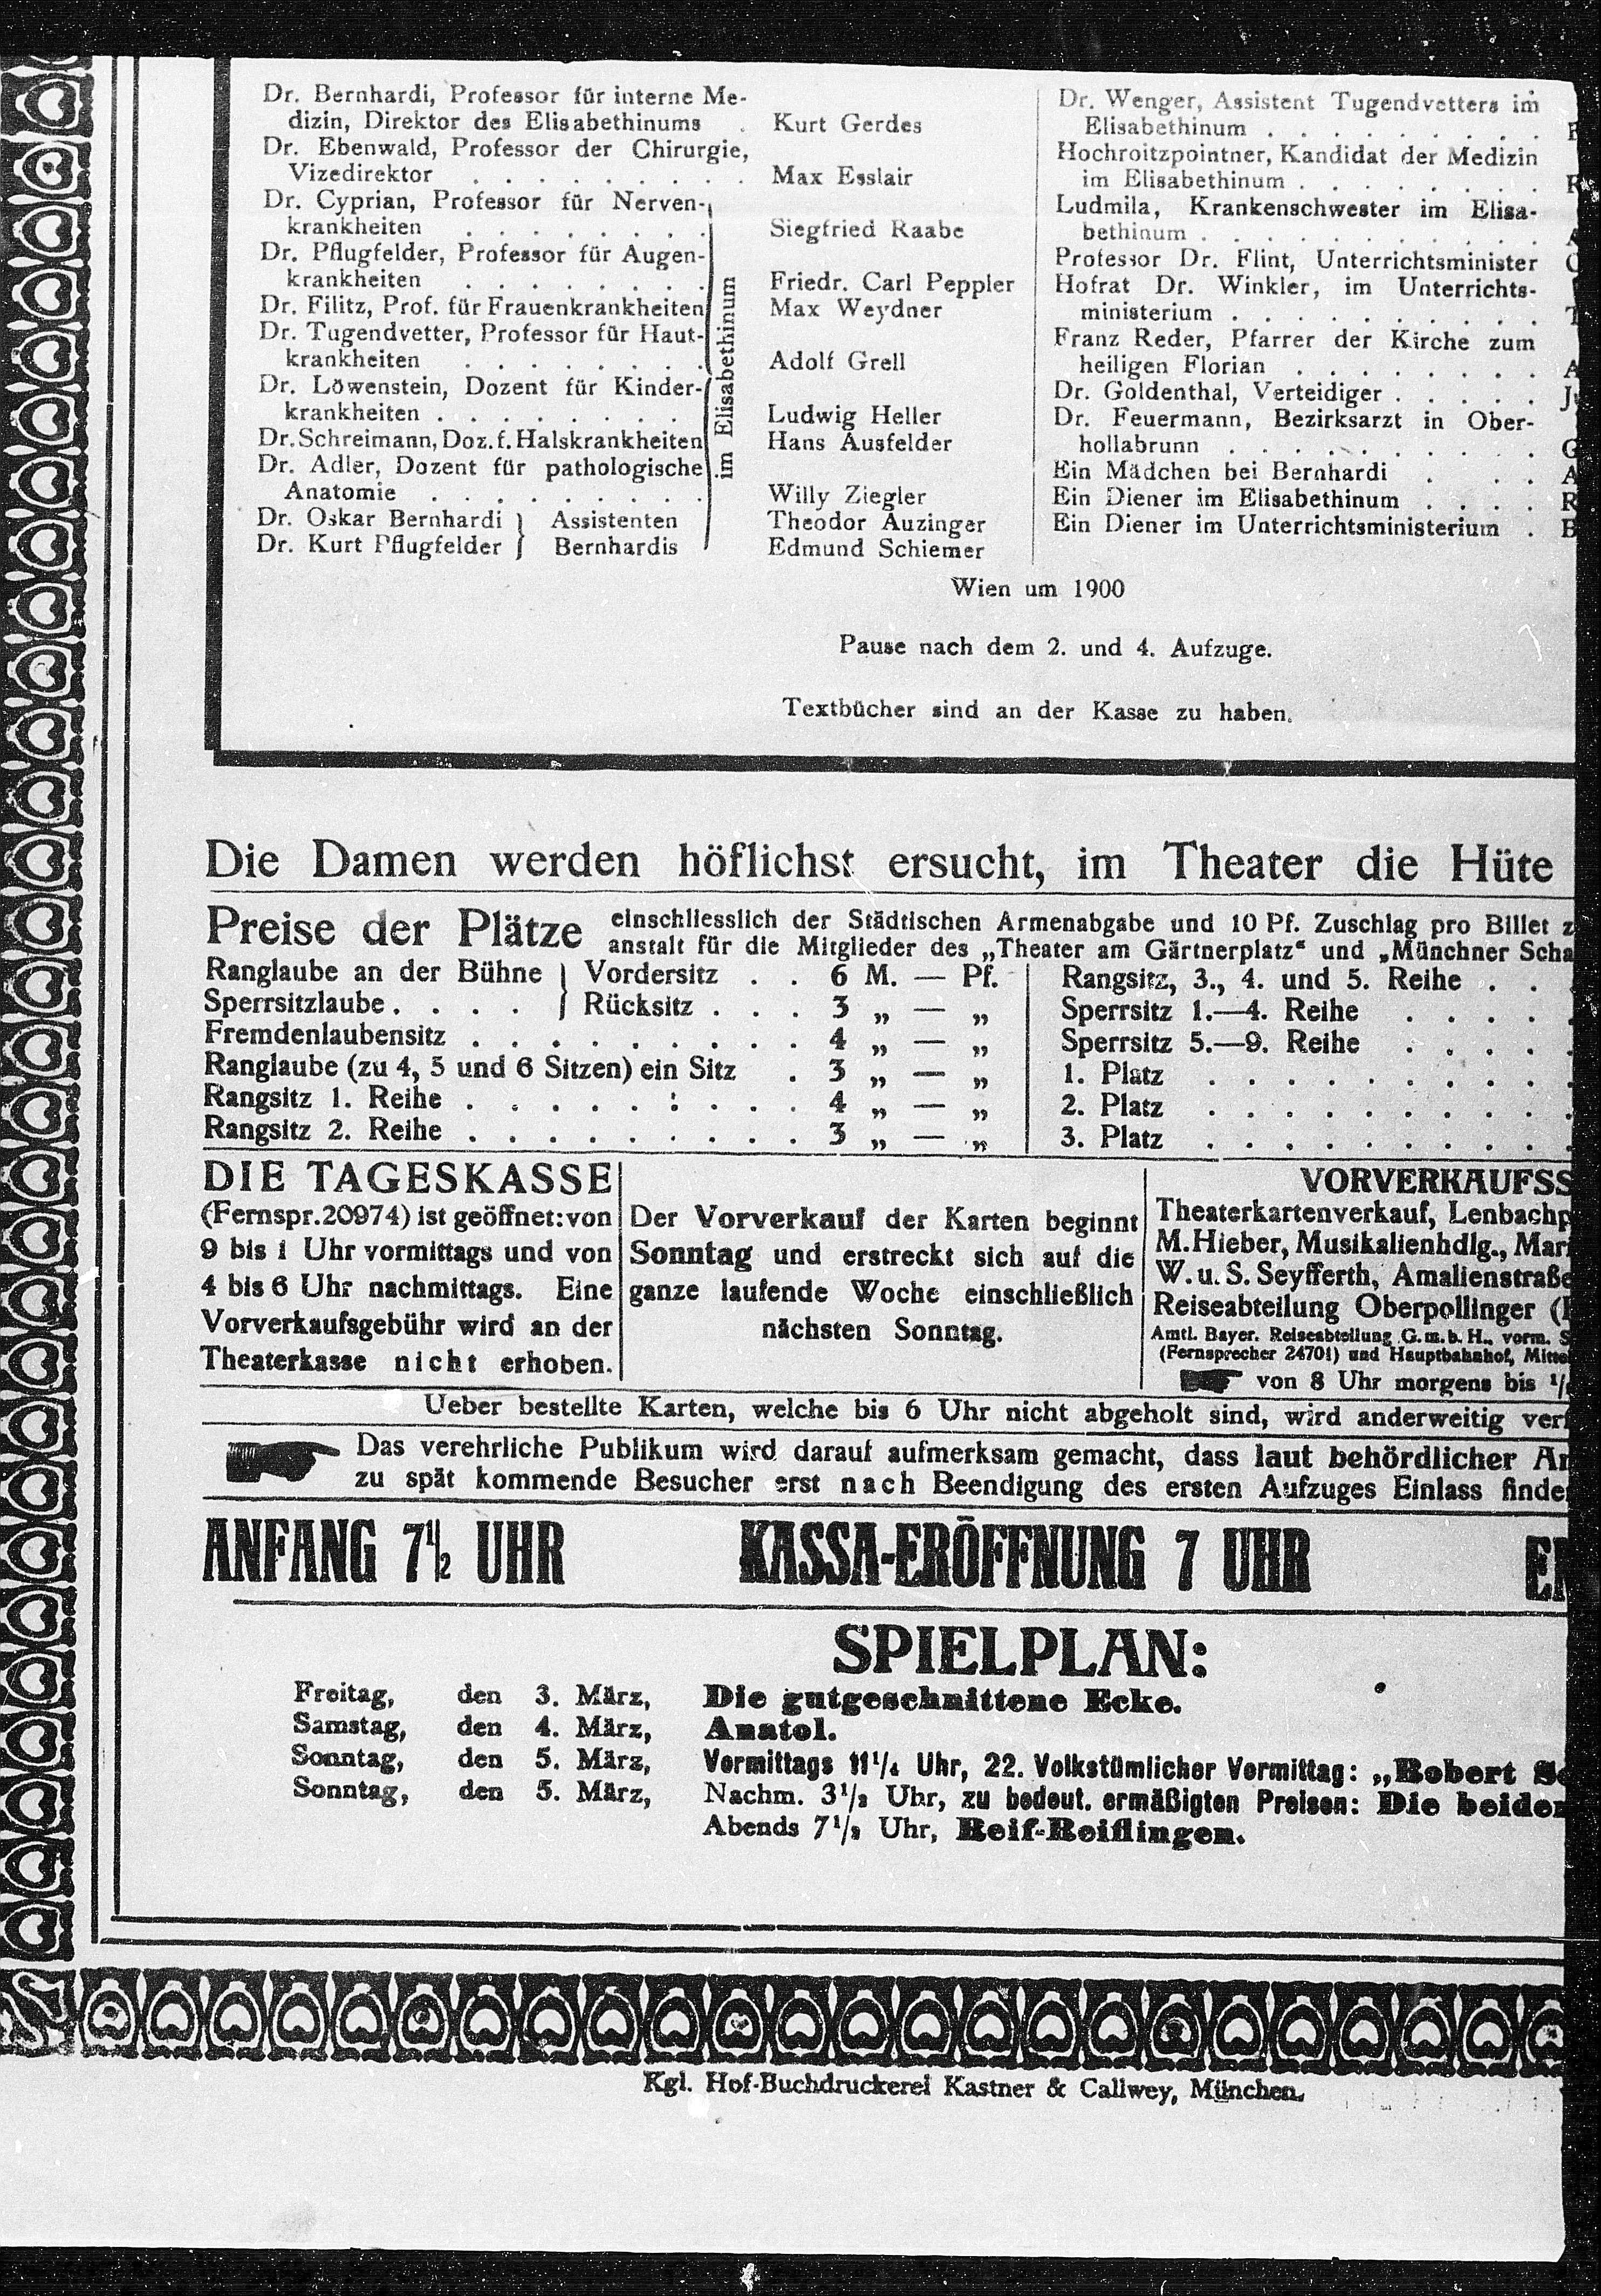 Dr. Bernhardi, Professor für interne Me-
dizin, Direktor des Elisabethinums . Kurt Gerdes
Dr. Ebenwald, Professor der Chirurgie,
Vizedirektor . . . . . . . . . Max Esslair
Dr. Cyprian, Professor für Nerven-
krankheiten . . . . . . . Siegfried Raabe
Dr. Pflugfelder, Professor für Augen-
krankheiten . . . . . . . Friedr. Carl Peppler
Dr. Filitz, Prof. für Frauenkrankheiten Max Weydner
Dr. Tugendvetter, Professor für Haut-
krankheiten . . . . . . . Adolf Grell
Dr. Löwenstein, Dozent für Kinder-
krankheiten . . . . . . . . Ludwig Heller
Dr. Schreimann, Doz. f. Halskrankheiten Hans Ausfelder
Dr. Adler, Dozent für pathologische
Anatomie . . . . . . . . Willy Ziegler
Dr. Oskar Bernhardi } Assistenten Theodor Auzinger
Dr. Kurt Pflugfelder } Bernhardis Edmund Schiemer
im Elisabethinum
Dr. Wenger, Assistent Tugendvetters im
Elisabethinum . . . . . . . . .
Hochroitzpointner, Kandidat der Medizin
im Elisabethinum . . . . . . . .
Ludmila, Krankenschwester im Elisa-
bethinum . . . . . . . . . . .
Professor Dr. Flint, Unterrichtsminister
Hofrat Dr. Winkler, im Unterrichts-
ministerium . . . . . . . . . .
Franz Reder, Pfarrer der Kirche zum
heiligen Florian . . . . . . . .
Dr. Goldenthal, Verteidiger . . . . .
Dr. Feuermann, Bezirksarzt in Ober-
hollabrunn . . . . . . . . . .
Ein Mädchen bei Bernhardi . . .
Ein Diener im Elisabethinum . . . .
Ein Diener im Unterrichtsministerium .
Wien um 1900
Pause nach dem 2. und 4. Aufzuge.
Textbücher sind an der Kasse zu haben.
Die Damen werden höflichst ersucht, im Theater die Hüte
Preise der Plätze einschliesslich der Städtischen Armenabgabe und 10 Pf. Zuschlag pro Billet
anstalt für die Mitglieder des „Theater am Gärtnerplatz“ und „Münchner
Ranglaube an der Bühne } Vordersitz . . 6 M. — Pf.
Sperrsitzlaube . . . . } Rücksitz . . . 3 „ — „
Fremdenlaubensitz . . . . . . . . . 4 „ — „
Ranglaube (zu 4, 5 und 6 Sitzen) ein Sitz . 3 „ — „
Rangsitz 1. Reihe . . . . . . . . . 4 „ — „
Rangsitz 2. Reihe . . . . . . . . . 3 „ — „
Rangsitz, 3., 4. und 5. Reihe . . .
Sperrsitz 1.—4. Reihe . . . . .
Sperrsitz 5.—9. Reihe . . . . .
1. Platz . . . . . . . . . .
2. Platz . . . . . . . . . .
3. Platz . . . . . . . . . .
DIE TAGESKASSE
(Fernspr. 20974) ist geöffnet: von
9 bis 1 Uhr vormittags und von
4 bis 6 Uhr nachmittags. Eine
Vorverkaufsgebühr wird an der
Theaterkasse nicht erhoben.
Der Vorverkauf der Karten beginnt
Sonntag und erstreckt sich auf die
ganze laufende Woche einschließlich
nächsten Sonntag.
VORVERKAUFSS
Theaterkartenverkauf, Lenbachp
M. Hieber, Musikalienhdlg., Mari
W. u. S. Seyfferth, Amalienstraße
Reiseabteilung Oberpollinger
Amtl. Bayer. Reiseabteilung G. m. b. H., vorm.
(Fernsprecher 24701) und Hauptbahnhof, Mittel
von 8 Uhr morgens bis
Ueber bestellte Karten, welche bis 6 Uhr nicht abgeholt sind, wird anderweitig verf
Das verehrliche Publikum wird darauf aufmerksam gemacht, dass laut behördlicher
zu spät kommende Besucher erst nach Beendigung des ersten Aufzuges Einlass finde
ANFANG 7½ UHR KASSA-ERÖFFNUNG 7 UHR
SPIELPLAN:
Freitag, den 3. März, Die gutgeschnittene Ecke.
Samstag, den 4. März, Anatol.
Sonntag, den 5. März, Vormittags 11¼ Uhr, 22. Volkstümlicher Vormittag: „Robert
Sonntag, den 5. März, Nachm. 3½ Uhr, zu bedeut. ermäßigten Preisen: Die beiden
Abends 7½ Uhr, Reif-Reiflingen.
Kgl. Hof-Buchdruckerei Kastner & Callwey, München.